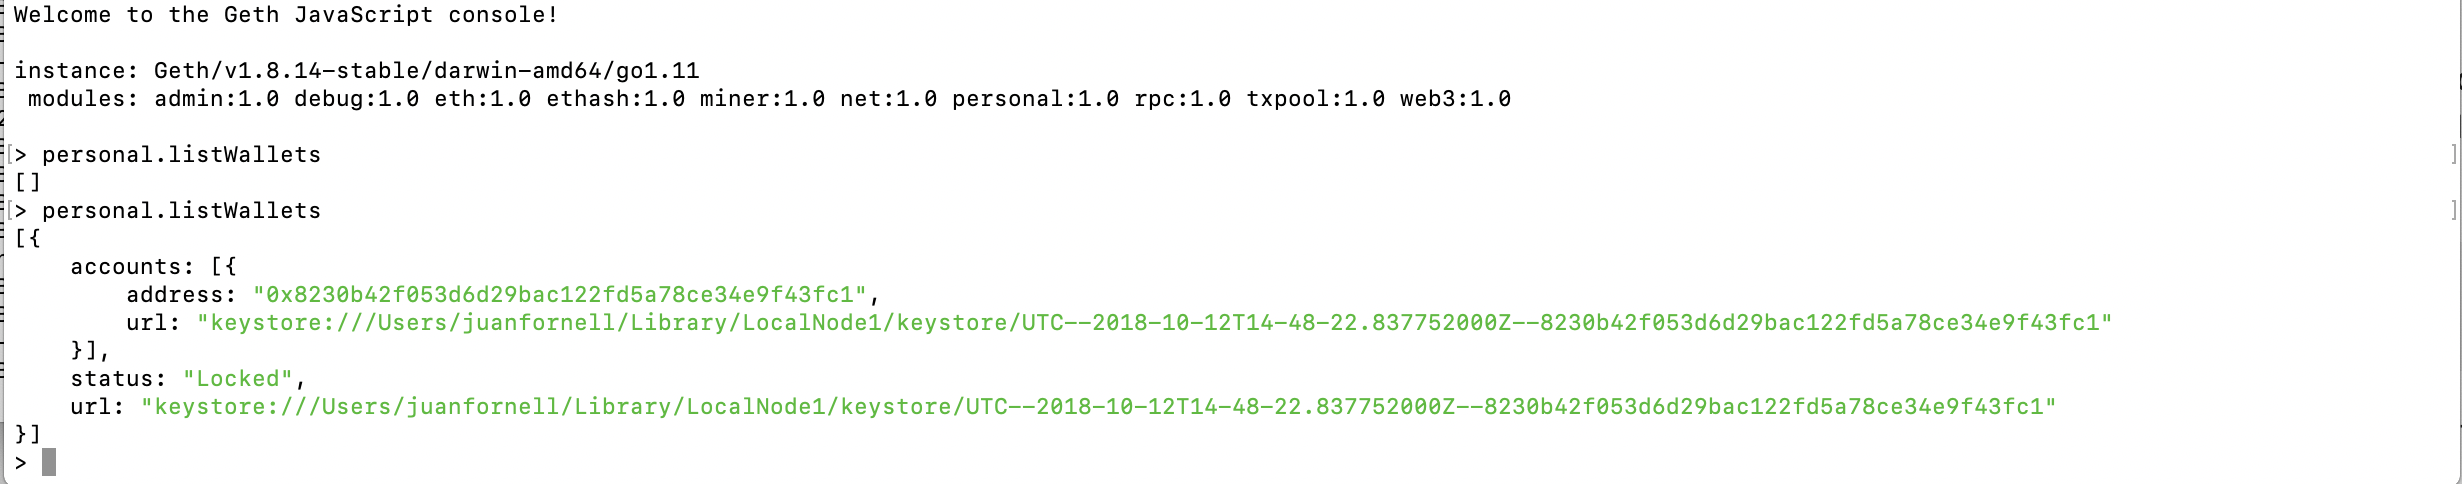 Welcome to the Geth JavaScript console!
instance: Geth/v1.8.14-stable/darwin-amd64/go1.11
 modules: admin:1.0 debug:1.0 eth:1.0 ethash:1.0 miner:1.0 net:1.0 personal:1.0 rpc:1.0 txpool:1.0 web3:1.0
[> personal.listWallets ]
[]
[> personal.listWallets ]
[{
    accounts: [{
        address: "0x8230b42f053d6d29bac122fd5a78ce34e9f43fc1",
        url: "keystore:///Users/juanfornell/Library/LocalNode1/keystore/UTC--2018-10-12T14-48-22.837752000Z--8230b42f053d6d29bac122fd5a78ce34e9f43fc1"
    }],
    status: "Locked",
    url: "keystore:///Users/juanfornell/Library/LocalNode1/keystore/UTC--2018-10-12T14-48-22.837752000Z--8230b42f053d6d29bac122fd5a78ce34e9f43fc1"
}]
>